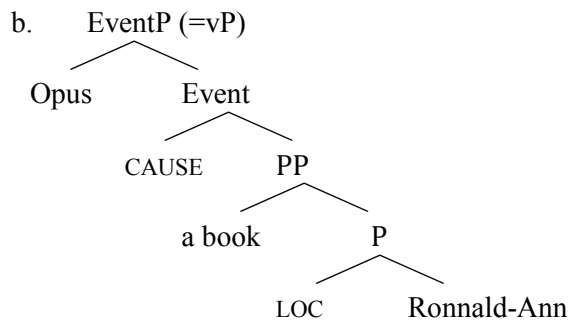 b. EventP (=vP)
Opus Event
CAUSE PP
a book P
LOC Ronnald-Ann